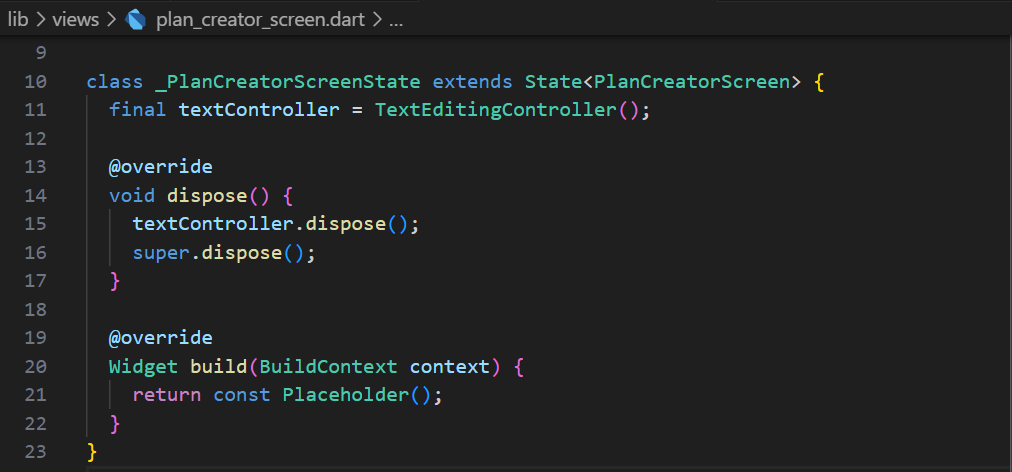 lib > views > plan_creator_screen.dart > ...
9
10 class _PlanCreatorScreenState extends State<PlanCreatorScreen> {
11   final textController = TextEditingController();
12
13   @override
14   void dispose() {
15     textController.dispose();
16     super.dispose();
17   }
18
19   @override
20   Widget build(BuildContext context) {
21     return const Placeholder();
22   }
23 }